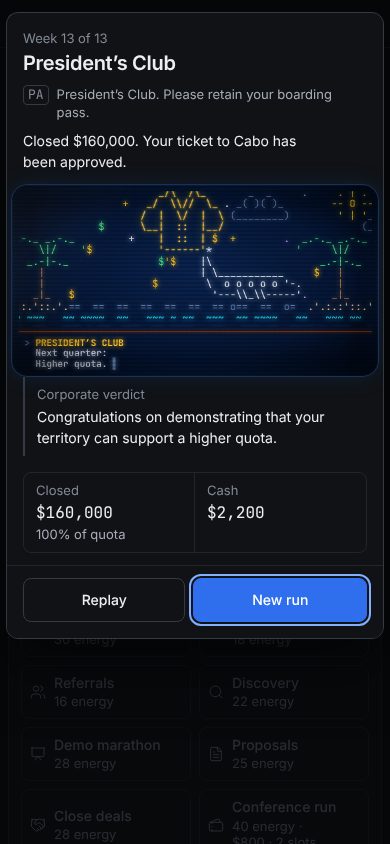 Week 13 of 13
President’s Club
PA
President’s Club. Please retain your boarding
pass.
Closed $160,000. Your ticket to Cabo has
been approved.
> PRESIDENT’S CLUB
Next quarter:
Higher quota.
Corporate verdict
Congratulations on demonstrating that your
territory can support a higher quota.
Closed
$160,000
100% of quota
Cash
$2,200
Replay
New run
30 energy
18 energy
Referrals
16 energy
Discovery
22 energy
Demo marathon
28 energy
Proposals
25 energy
Close deals
28 energy
Conference run
40 energy ·
$800 · 2 slots